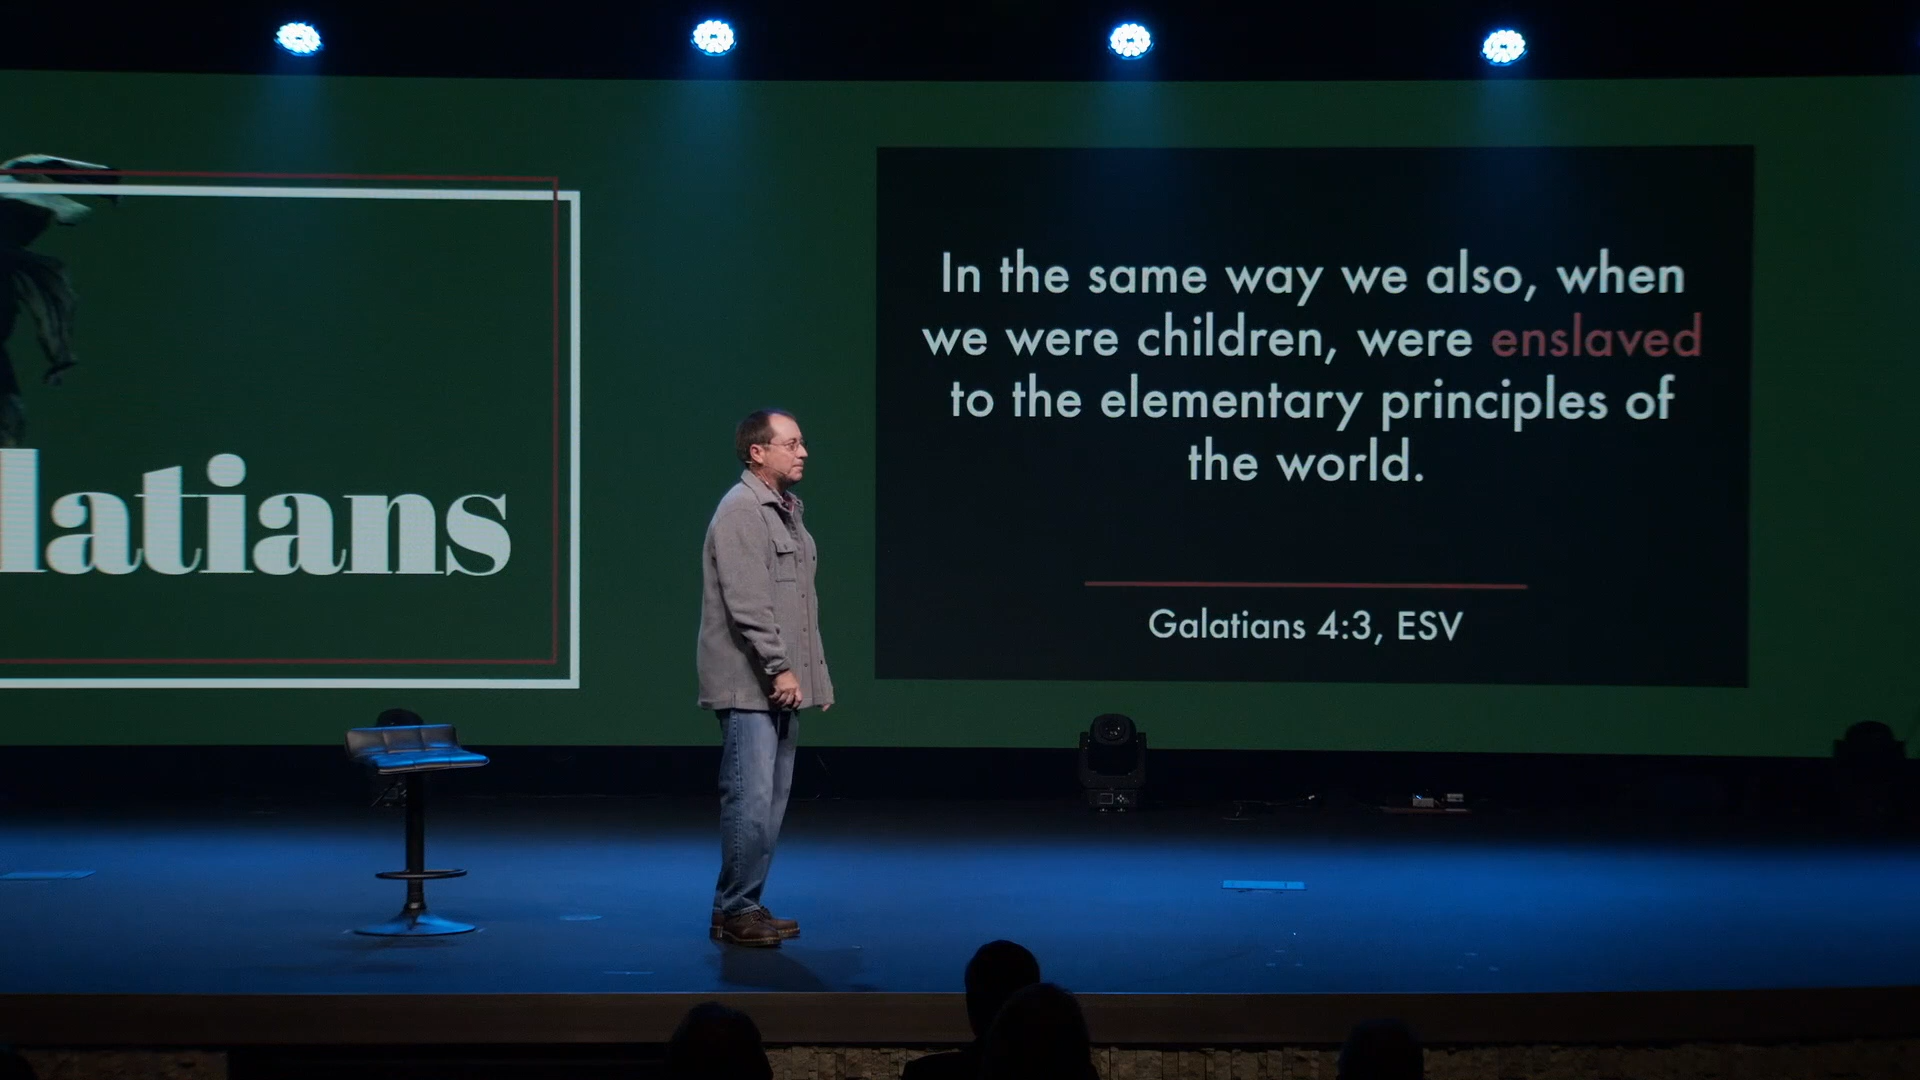 latians
In the same way we also, when
we were children, were enslaved
to the elementary principles of
the world.
Galatians 4:3, ESV